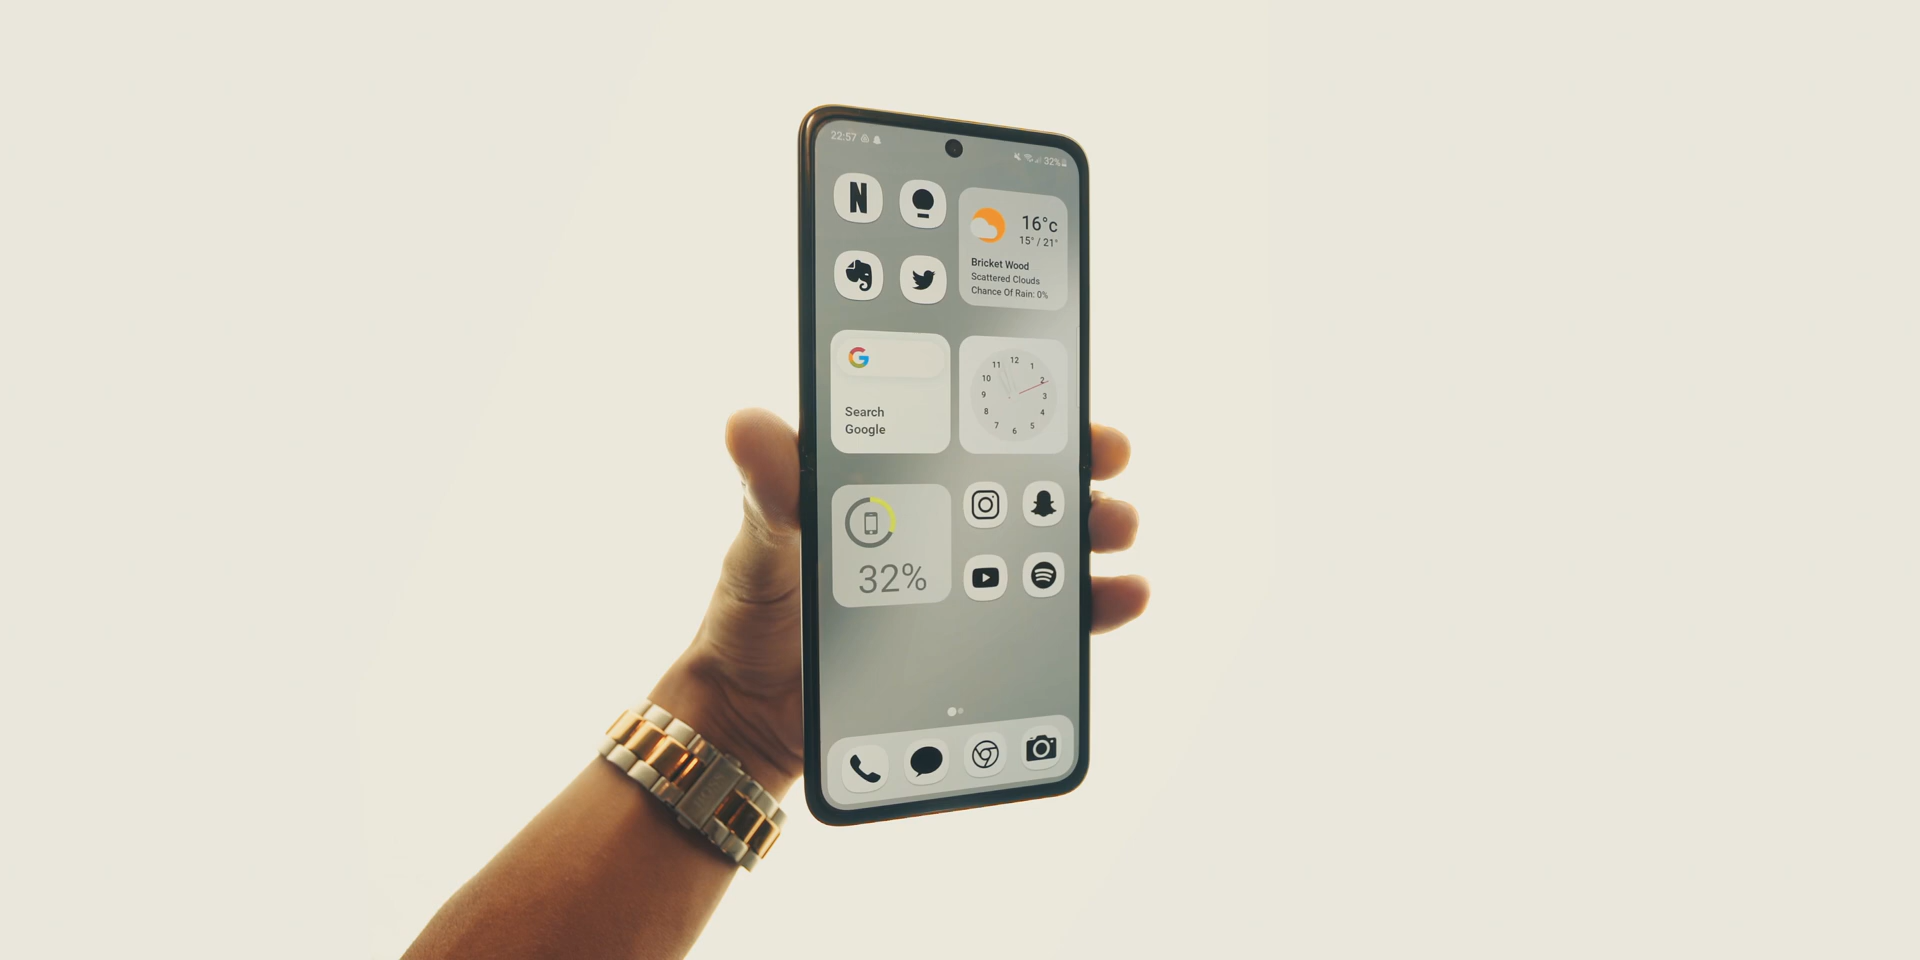 22:57
32%
N
16°c
15° / 21°
Bricket Wood
Scattered Clouds
Chance Of Rain: 0%
G
Search
Google
12
11
1
10
2
9
3
8
4
7
5
6
32%